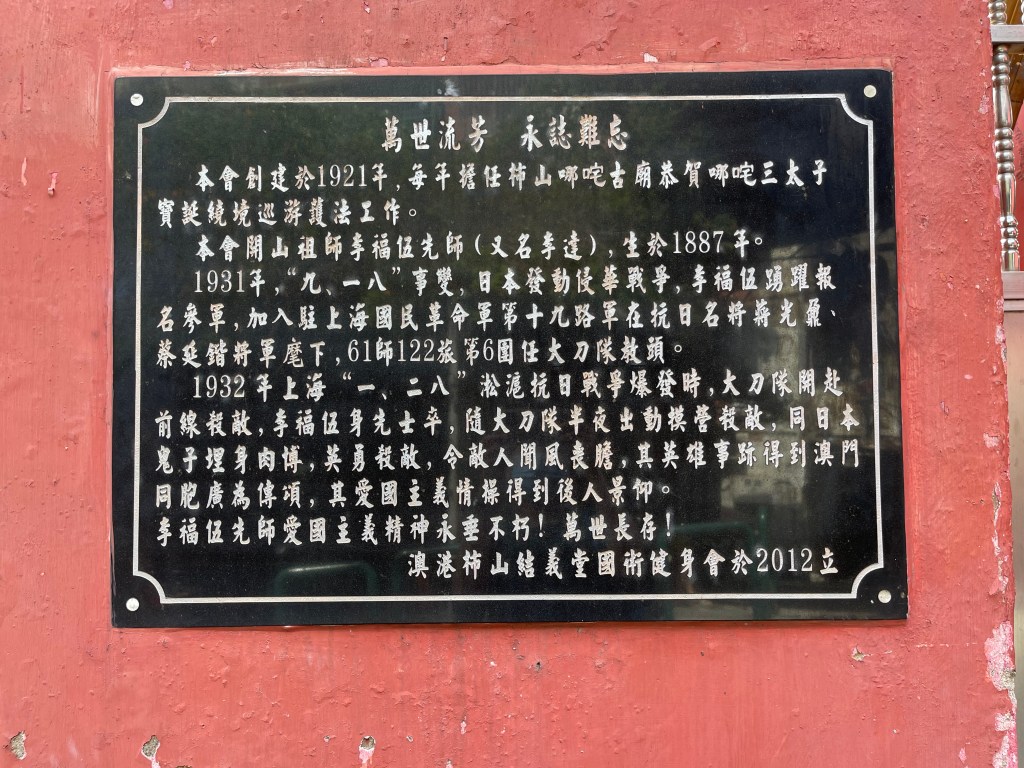 萬世流芳　永誌難忘
本會創建於1921年，每年擔任柿山哪咤古廟恭賀哪咤三太子
寶誕繞境巡游護法工作。
本會開山祖師李福伍先師（又名李達），生於1887年。
1931年，“九、一八”事變，日本發動侵華戰爭，李福伍踴躍報
名參軍，加入駐上海國民革命軍第十九路軍在抗日名將蔣光鼐、
蔡延鍇將軍麾下，61師122旅第6團任大刀隊教頭。
1932年上海“一、二八”淞滬抗日戰爭爆發時，大刀隊開赴
前線殺敵，李福伍身先士卒，隨大刀隊半夜出動模營殺敵，同日本
鬼子埋身肉博，英勇殺敵，令敵人聞風喪膽，其英雄事跡得到澳門
同胞廣為傳頌，其愛國主義情操得到後人景仰。
李福伍先師愛國主義精神永垂不朽！萬世長存！
澳港柿山結義堂國術健身會於2012立